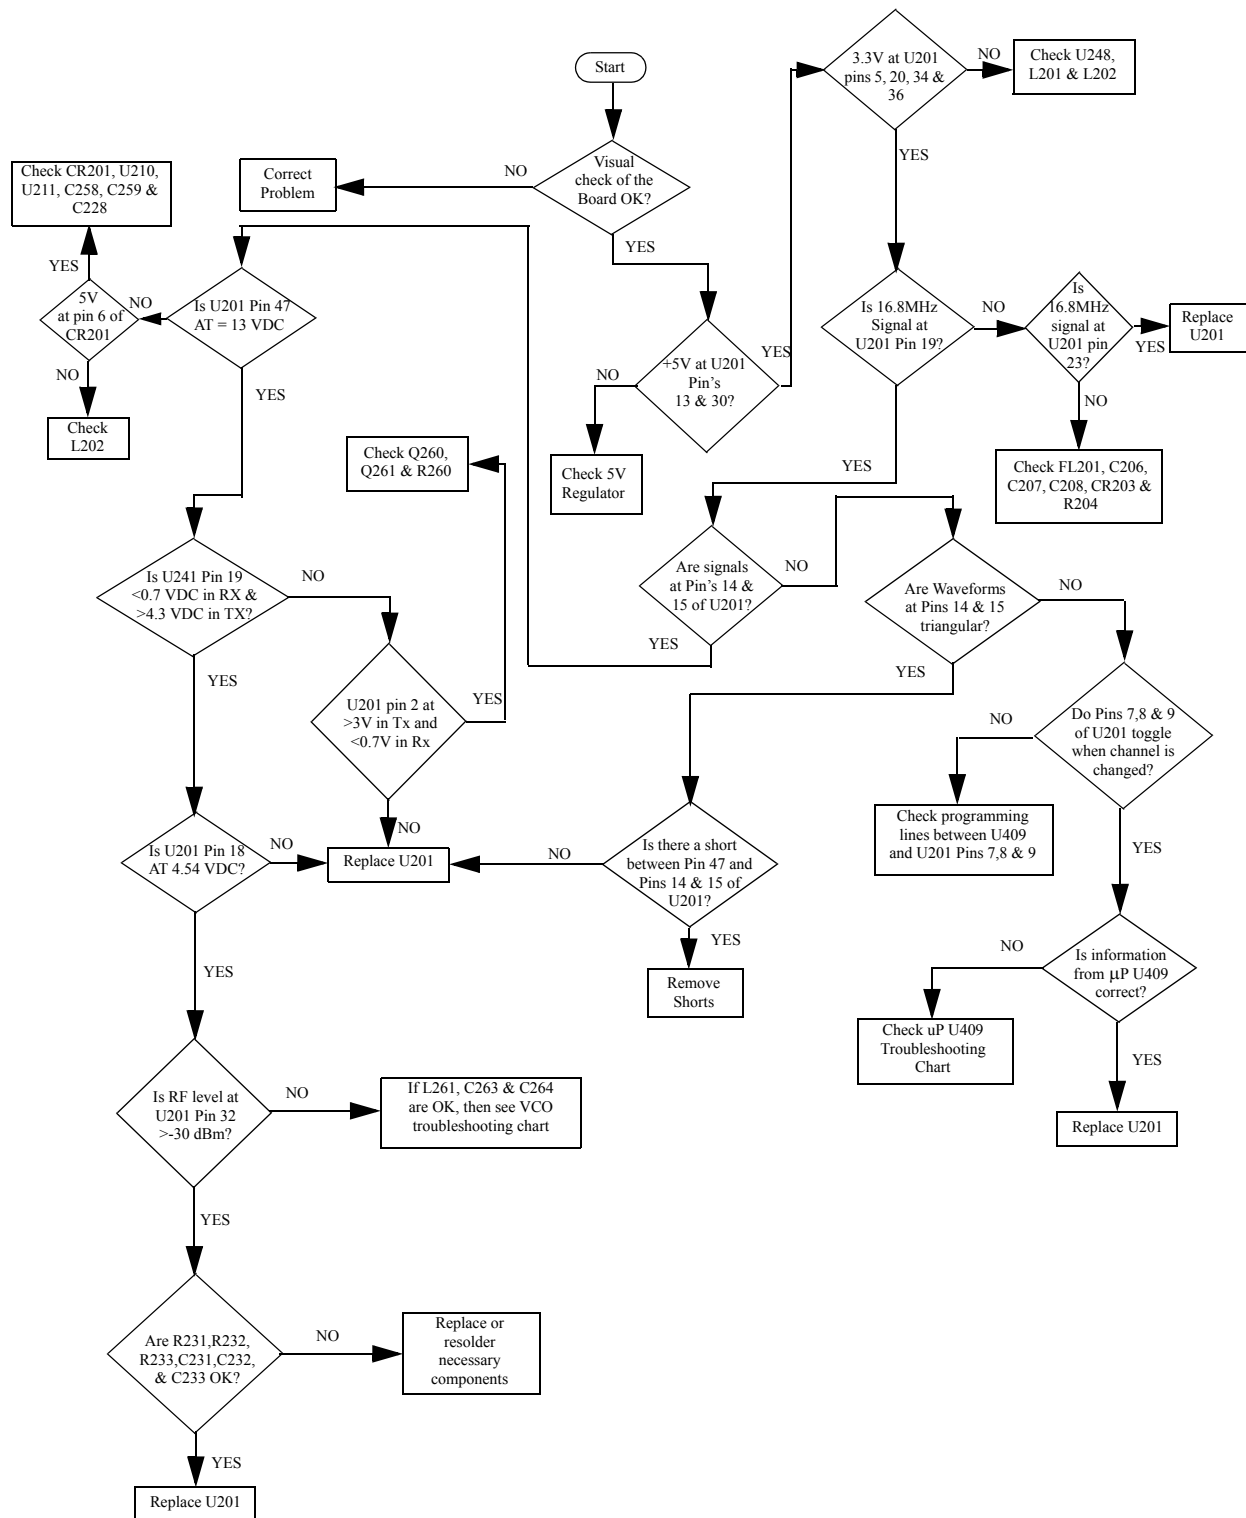 Start
Visual
check of the
Board OK?
NO
Correct
Problem
YES
+5V at U201
Pin's
13 & 30?
NO
Check 5V
Regulator
YES
3.3V at U201
pins 5, 20, 34 &
36
NO
Check U248,
L201 & L202
YES
Is
16.8MHz
Signal at
U201 Pin 19?
NO
Is
16.8MHz
signal at
U201 pin
23?
YES
Replace
U201
NO
Check FL201, C206,
C207, C208, CR203 &
R204
YES
Are signals
at Pin's 14 &
15 of U201?
NO
Are Waveforms
at Pins 14 & 15
triangular?
NO
Do Pins 7,8 & 9
of U201 toggle
when channel is
changed?
NO
Check programming
lines between U409
and U201 Pins 7,8 & 9
YES
Is information
from μP U409
correct?
NO
Check uP U409
Troubleshooting
Chart
YES
Replace U201
YES
Is there a short
between Pin 47 and
Pins 14 & 15 of
U201?
NO
YES
Remove
Shorts
YES
Is U201 Pin 47
AT = 13 VDC
NO
5V
at pin 6 of
CR201
YES
Check CR201, U210,
U211, C258, C259 &
C228
NO
Check
L202
YES
Is U241 Pin 19
<0.7 VDC in RX &
>4.3 VDC in TX?
NO
U201 pin 2 at
>3V in Tx and
<0.7V in Rx
YES
Check Q260,
Q261 & R260
NO
Replace U201
YES
Is U201 Pin 18
AT 4.54 VDC?
NO
YES
Is RF level at
U201 Pin 32
>-30 dBm?
NO
If L261, C263 & C264
are OK, then see VCO
troubleshooting chart
YES
Are R231,R232,
R233,C231,C232,
& C233 OK?
NO
Replace or
resolder
necessary
components
YES
Replace U201